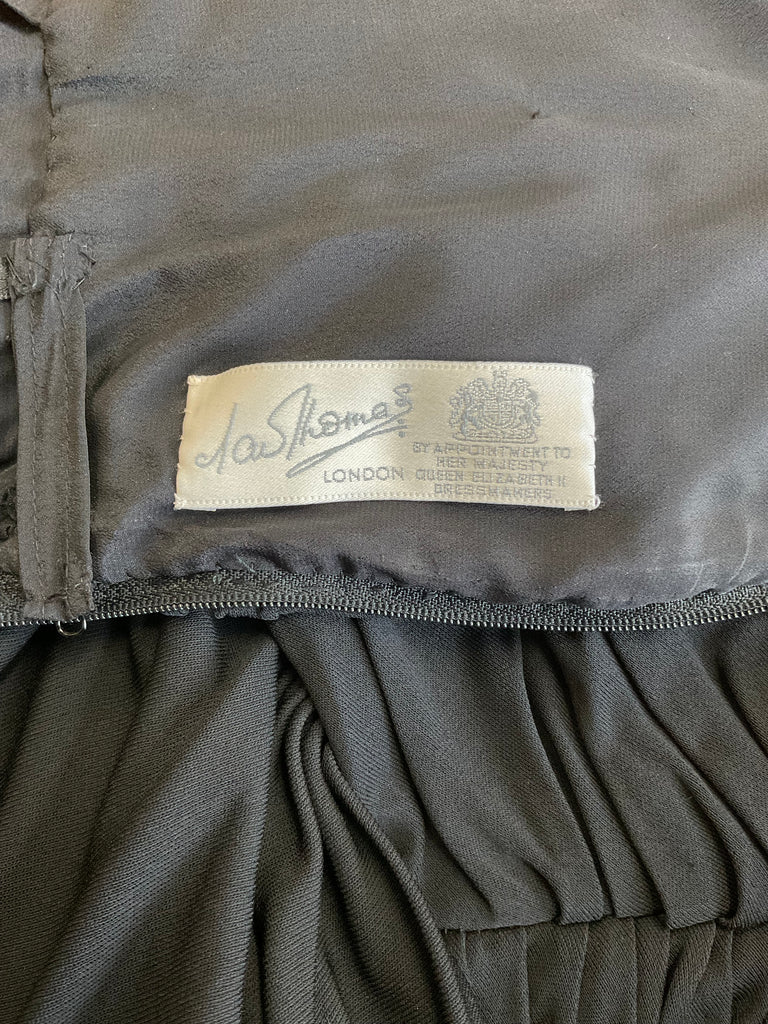 Ian Thomas
LONDON
BY APPOINTMENT TO
HER MAJESTY
QUEEN ELIZABETH II
DRESSMAKERS